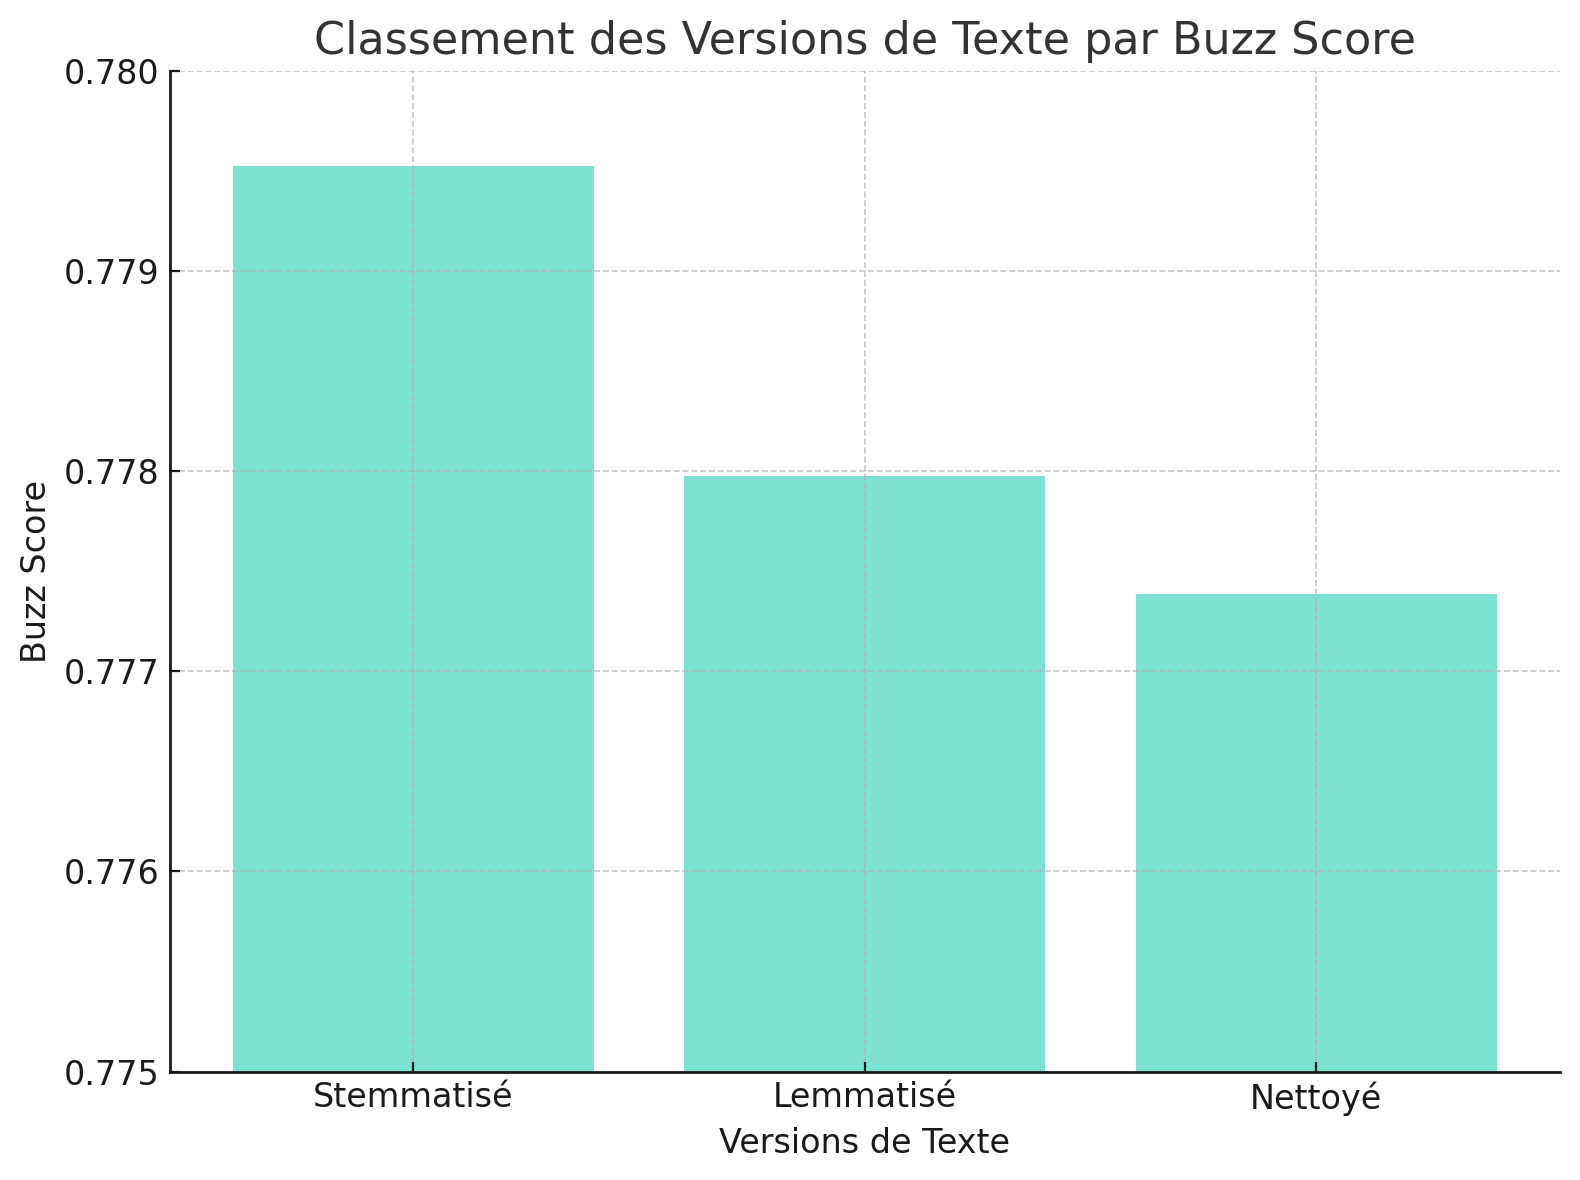 Classement des Versions de Texte par Buzz Score
0.780
0.779
0.778
0.777
0.776
0.775
Buzz Score
Stemmatisé Lemmatisé Nettoyé
Versions de Texte